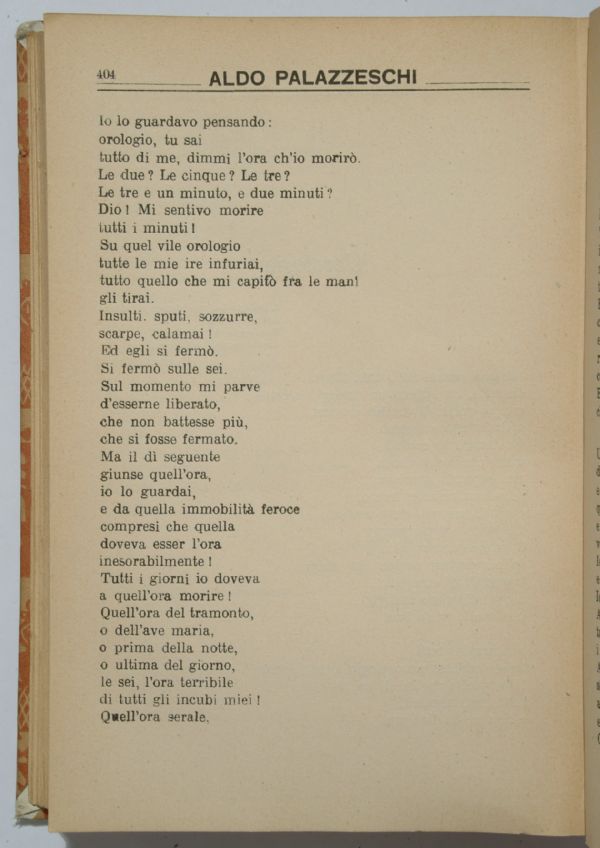 404
ALDO PALAZZESCHI
Io lo guardavo pensando:
orologio, tu sai
tutto di me, dimmi l'ora ch'io morirò.
Le due? Le cinque? Le tre?
Le tre e un minuto, e due minuti?
Dio! Mi sentivo morire
tutti i minuti!
Su quel vile orologio
tutte le mie ire infuriai,
tutto quello che mi capitò fra le mani
gli tirai.
Insulti. sputi, sozzurre,
scarpe, calamai!
Ed egli si fermò.
Si fermò sulle sei.
Sul momento mi parve
d'esserne liberato,
che non battesse più,
che si fosse fermato.
Ma il dì seguente
giunse quell'ora,
io lo guardai,
e da quella immobilità feroce
compresi che quella
doveva esser l'ora
inesorabilmente!
Tutti i giorni io doveva
a quell'ora morire!
Quell'ora del tramonto,
o dell'ave maria,
o prima della notte,
o ultima del giorno,
le sei, l'ora terribile
di tutti gli incubi miei!
Quell'ora serale,